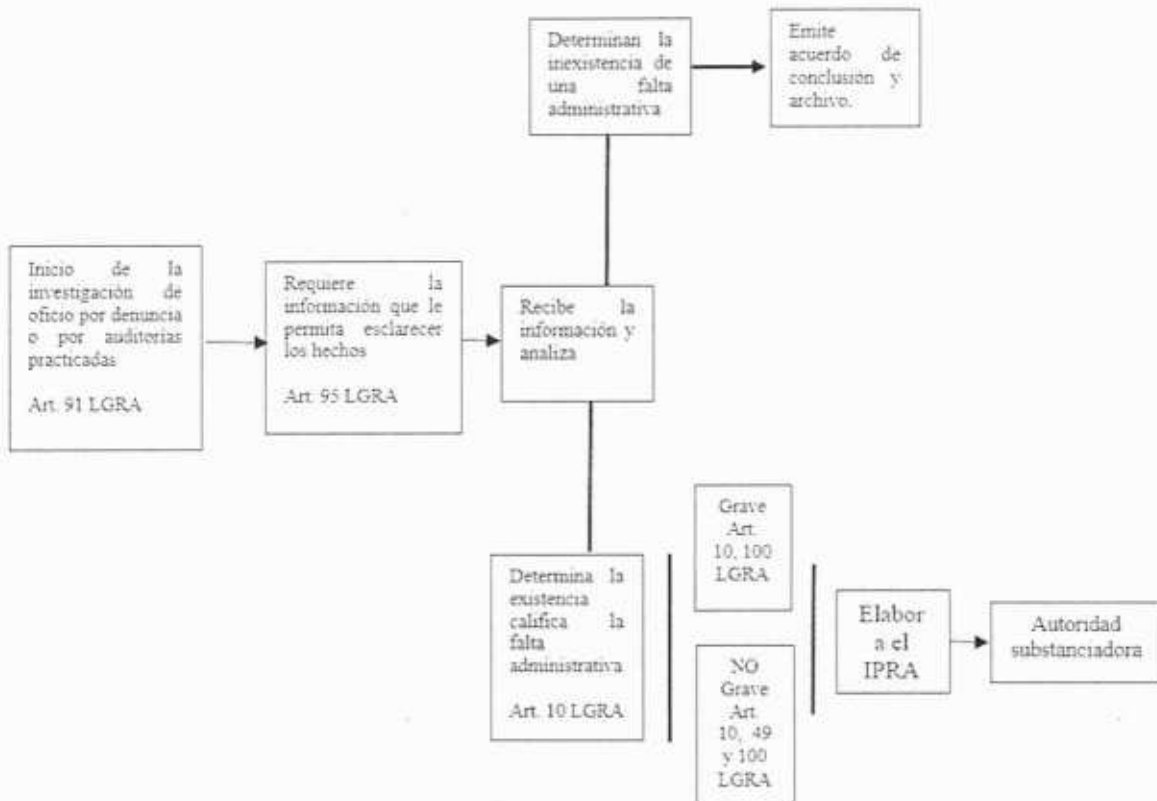 Determinan la
inexistencia de
una falta
administrativa
Emite
acuerdo de
conclusión y
archivo.
Inicio de la
investigación de
oficio por denuncia
o por auditorias
practicadas
Art. 91 LGRA
Requiere la
información que le
permita esclarecer
los hechos
Art. 95 LGRA
Recibe la
información y
analiza
Determina la
existencia
califica la
falta
administrativa
Art. 10 LGRA
Grave
Art.
10, 100
LGRA
NO
Grave
Art.
10, 49
y 100
LGRA
Elabor
a el
IPRA
Autoridad
substanciadora